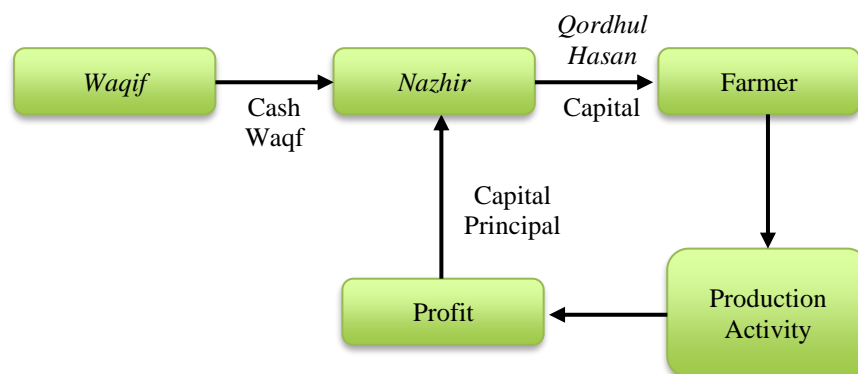 Waqif
Cash
Waqf
Nazhir
Qordhul
Hasan
Capital
Farmer
Capital
Principal
Profit
Production
Activity